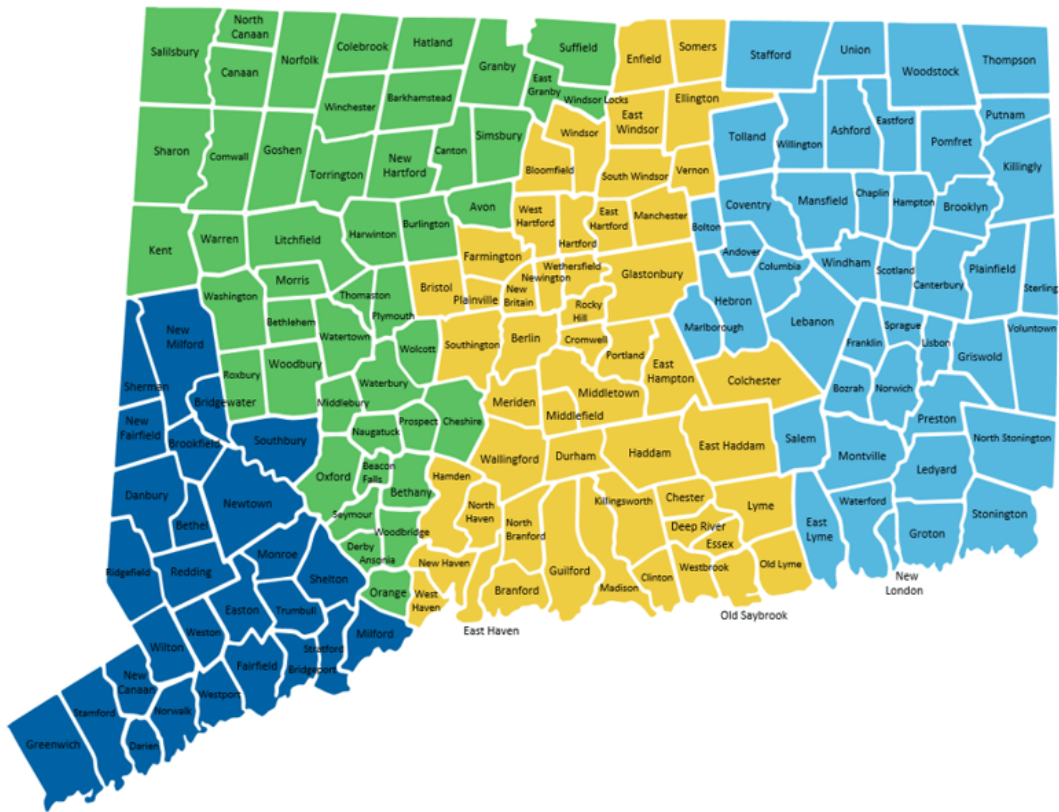 North
Canaan
Salilsbury
Canaan
Norfolk
Colebrook
Hatland
Granby
Suffield
East
Granby
Windsor Locks
Enfield
Somers
Stafford
Union
Woodstock
Thompson
Winchester
Barkhamstead
Simsbury
Canton
Windsor
East
Windsor
Ellington
Putnam
Sharon
Cornwall
Goshen
Torrington
New
Hartford
Bloomfield
South Windsor
Vernon
Tolland
Willington
Ashford
Eastford
Pomfret
Killingly
Kent
Warren
Litchfield
Harwinton
Burlington
Avon
West
Hartford
Hartford
East
Hartford
Manchester
Bolton
Coventry
Mansfield
Chaplin
Hampton
Brooklyn
Andover
Columbia
Windham
Scotland
Canterbury
Plainfield
Sterling
Morris
Washington
Bethlehem
Watertown
Thomaston
Plymouth
Bristol
Farmington
Plainville
New
Britain
Newington
Wethersfield
Rocky
Hill
Glastonbury
Marlborough
Hebron
Lebanon
Franklin
Sprague
Lisbon
Griswold
Voluntown
New
Milford
Sherman
Bridgewater
Roxbury
Woodbury
Wolcott
Waterbury
Middlebury
Southington
Berlin
Cromwell
Portland
East
Hampton
Colchester
Bozrah
Norwich
Preston
North Stonington
New
Fairfield
Brookfield
Southbury
Naugatuck
Prospect
Cheshire
Meriden
Middletown
Middlefield
Wallingford
Durham
Haddam
East Haddam
Salem
Montville
Ledyard
Danbury
Bethel
Newtown
Oxford
Beacon
Falls
Bethany
Seymour
Woodbridge
Derby
Ansonia
Hamden
North
Haven
North
Branford
Killingsworth
Chester
Deep River
Essex
Lyme
East
Lyme
Waterford
Groton
Stonington
Ridgefield
Redding
Monroe
Shelton
Orange
New Haven
West
Haven
Branford
Guilford
Madison
Clinton
Westbrook
Old Lyme
New
London
Old Saybrook
East Haven
Easton
Trumbull
Milford
Wilton
Weston
Stratford
Bridgeport
Fairfield
New
Canaan
Westport
Norwalk
Stamford
Darien
Greenwich